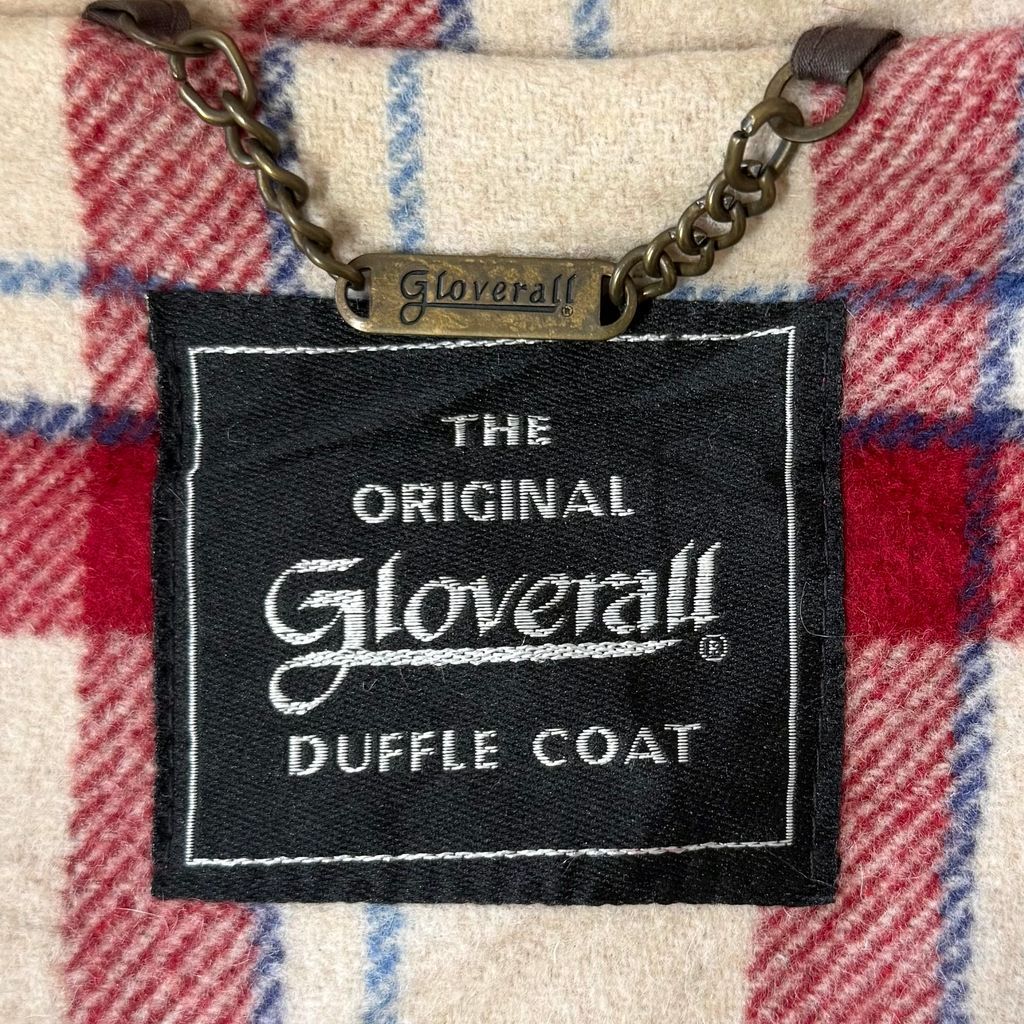 Gloverall®
THE
ORIGINAL
Gloverall®
DUFFLE COAT